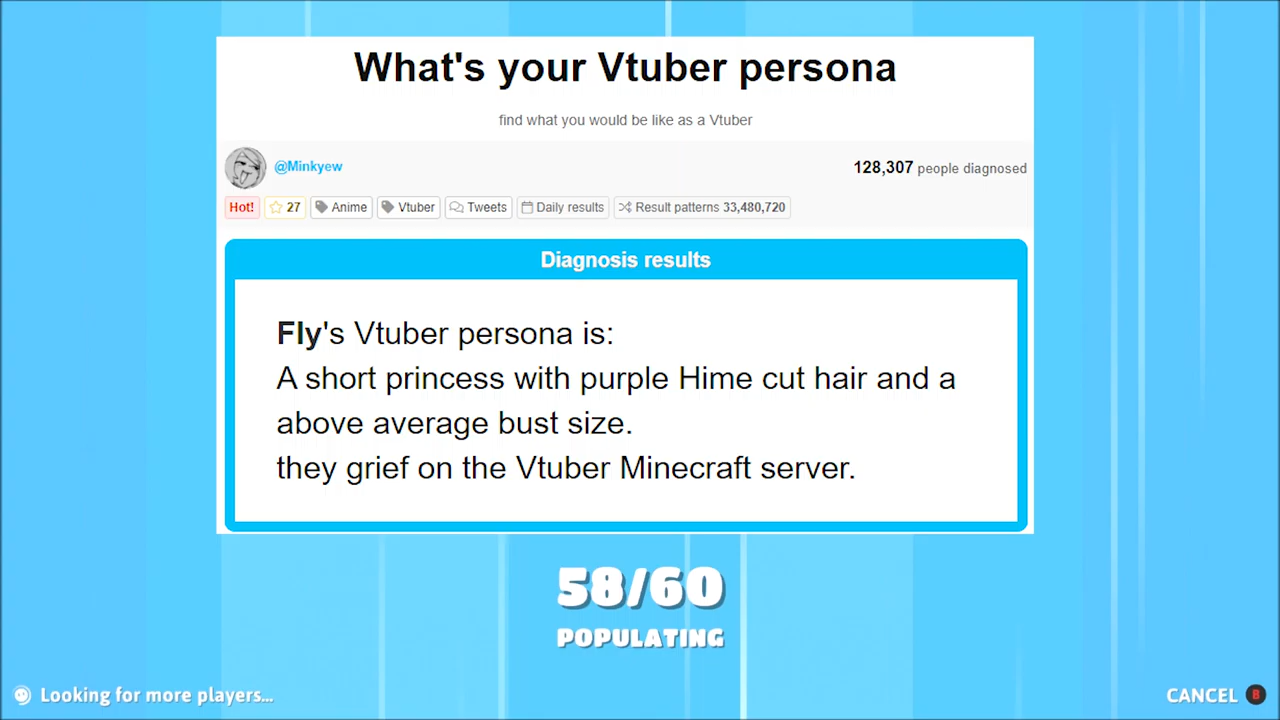 What's your Vtuber persona
find what you would be like as a Vtuber
@Minkyew
128,307 people diagnosed
Hot! 27 Anime Vtuber Tweets Daily results Result patterns 33,480,720
Diagnosis results
Fly's Vtuber persona is:
A short princess with purple Hime cut hair and a
above average bust size.
they grief on the Vtuber Minecraft server.
58/60
POPULATING
Looking for more players...
CANCEL B